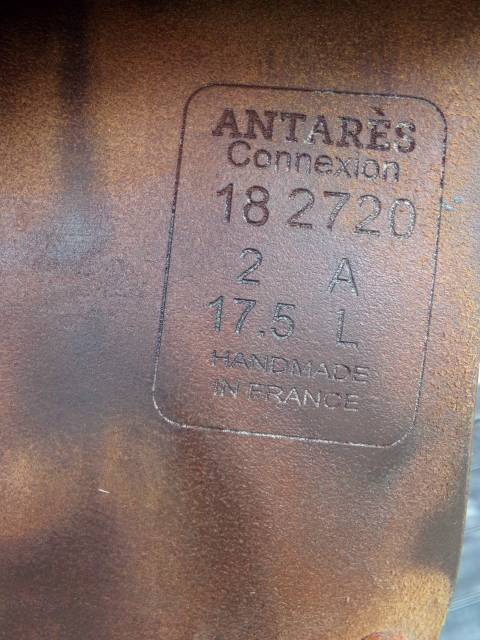 ANTARÈS
Connexion
18 2720
2 A
17.5 L
HANDMADE
IN FRANCE